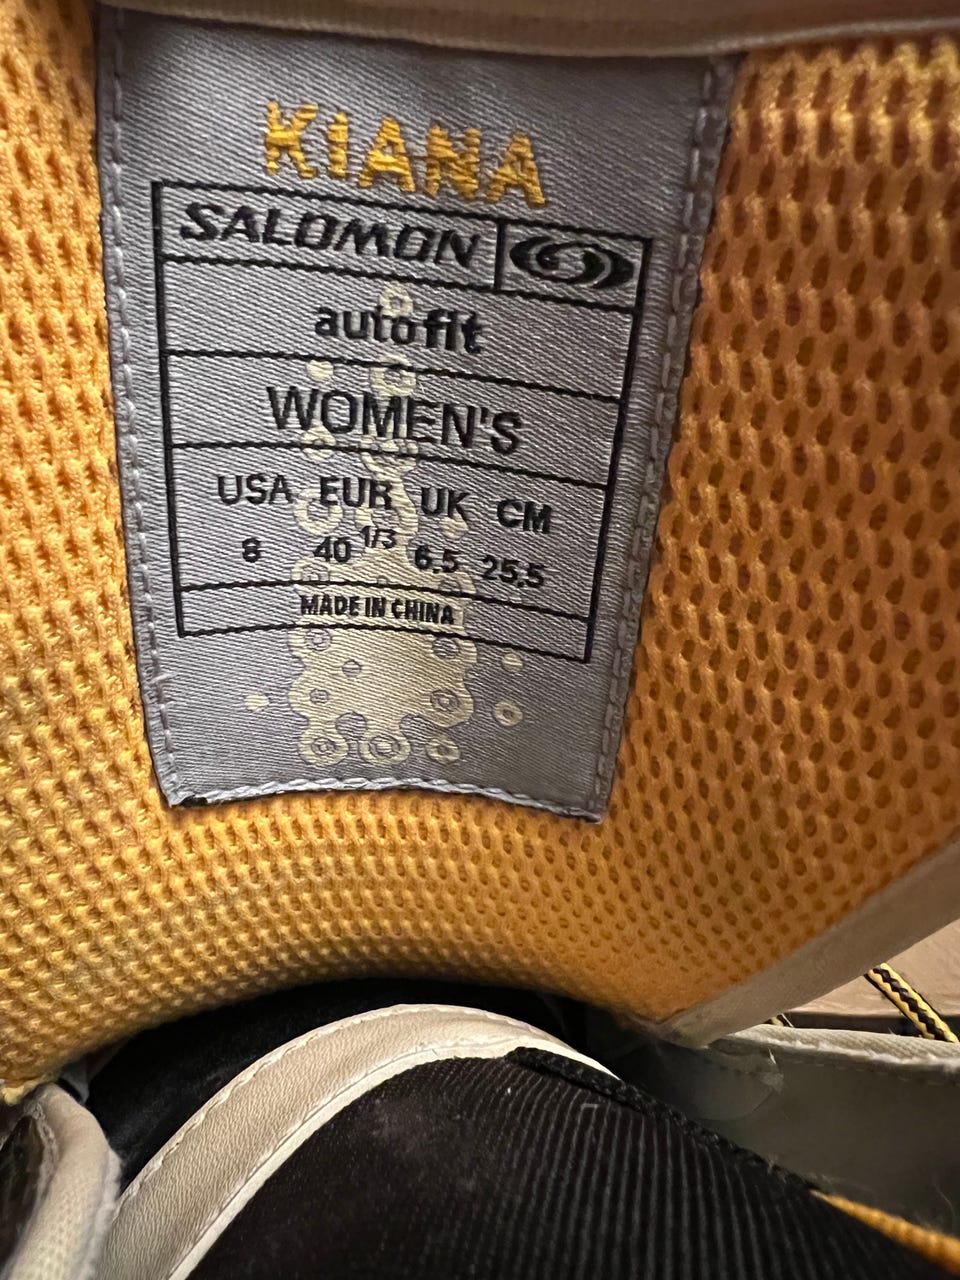 KIANA
SALOMON
autofit
WOMEN'S
USA EUR UK CM
8 40 1/3 6.5 25.5
MADE IN CHINA